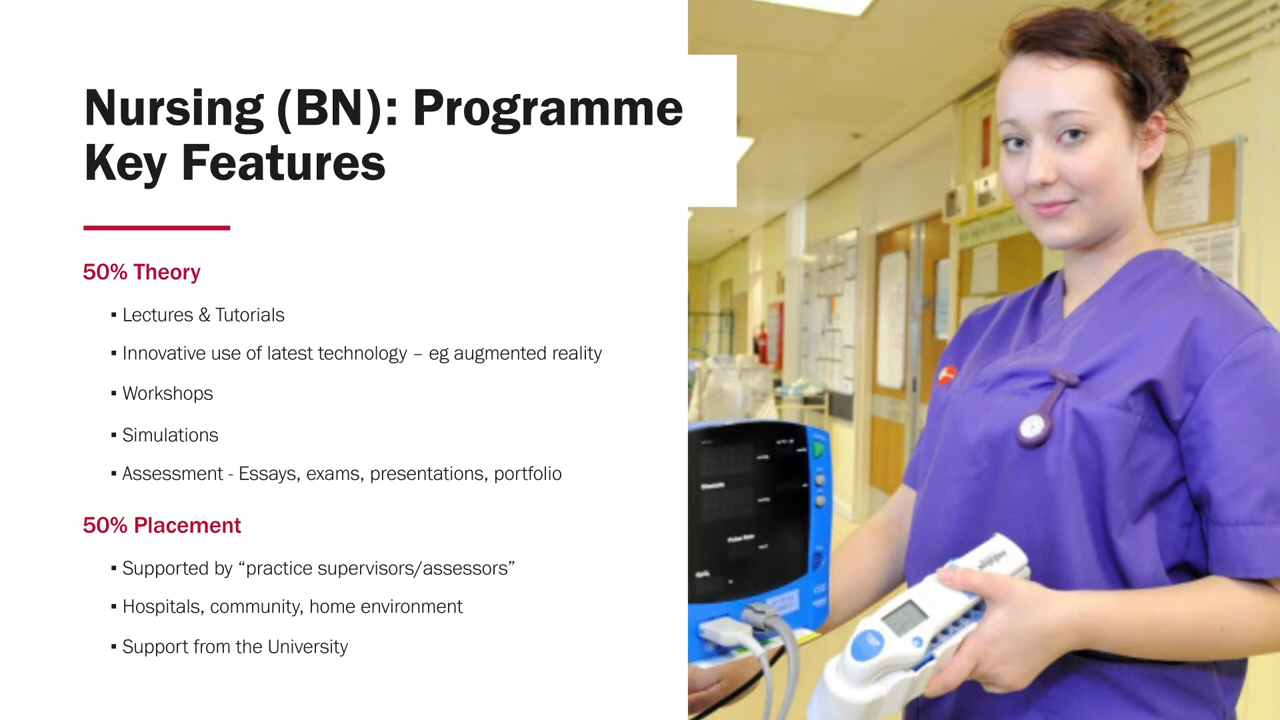 Nursing (BN): Programme
Key Features
50% Theory
▪ Lectures & Tutorials
▪ Innovative use of latest technology – eg augmented reality
▪ Workshops
▪ Simulations
▪ Assessment - Essays, exams, presentations, portfolio
50% Placement
▪ Supported by “practice supervisors/assessors”
▪ Hospitals, community, home environment
▪ Support from the University
Pulse Rate